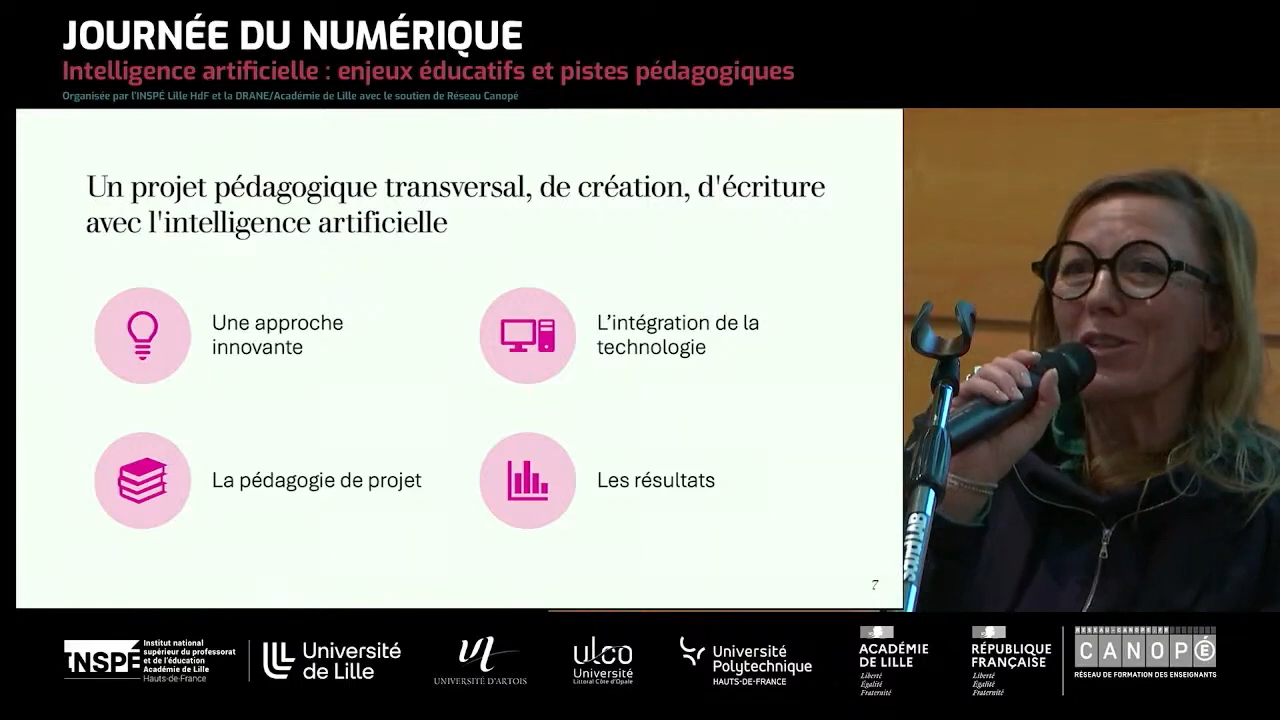 JOURNÉE DU NUMÉRIQUE
Intelligence artificielle : enjeux éducatifs et pistes pédagogiques
Organisée par l'INSPÉ Lille HdF et la DRANE/Académie de Lille avec le soutien de Réseau Canopé
Un projet pédagogique transversal, de création, d'écriture
avec l'intelligence artificielle
Une approche
innovante
L'intégration de la
technologie
La pédagogie de projet
Les résultats
7
SOUNDLAB
INSPÉ
Institut national
supérieur du professorat
et de l'éducation
Académie de Lille
Hauts-de-France
Université
de Lille
UNIVERSITÉ D'ARTOIS
ulco
Université
Littoral Côte d'Opale
Université
Polytechnique
HAUTS-DE-FRANCE
ACADÉMIE
DE LILLE
Liberté
Égalité
Fraternité
RÉPUBLIQUE
FRANÇAISE
Liberté
Égalité
Fraternité
RESEAU-CANOPE.FR
CANOPÉ
RÉSEAU DE FORMATION DES ENSEIGNANTS